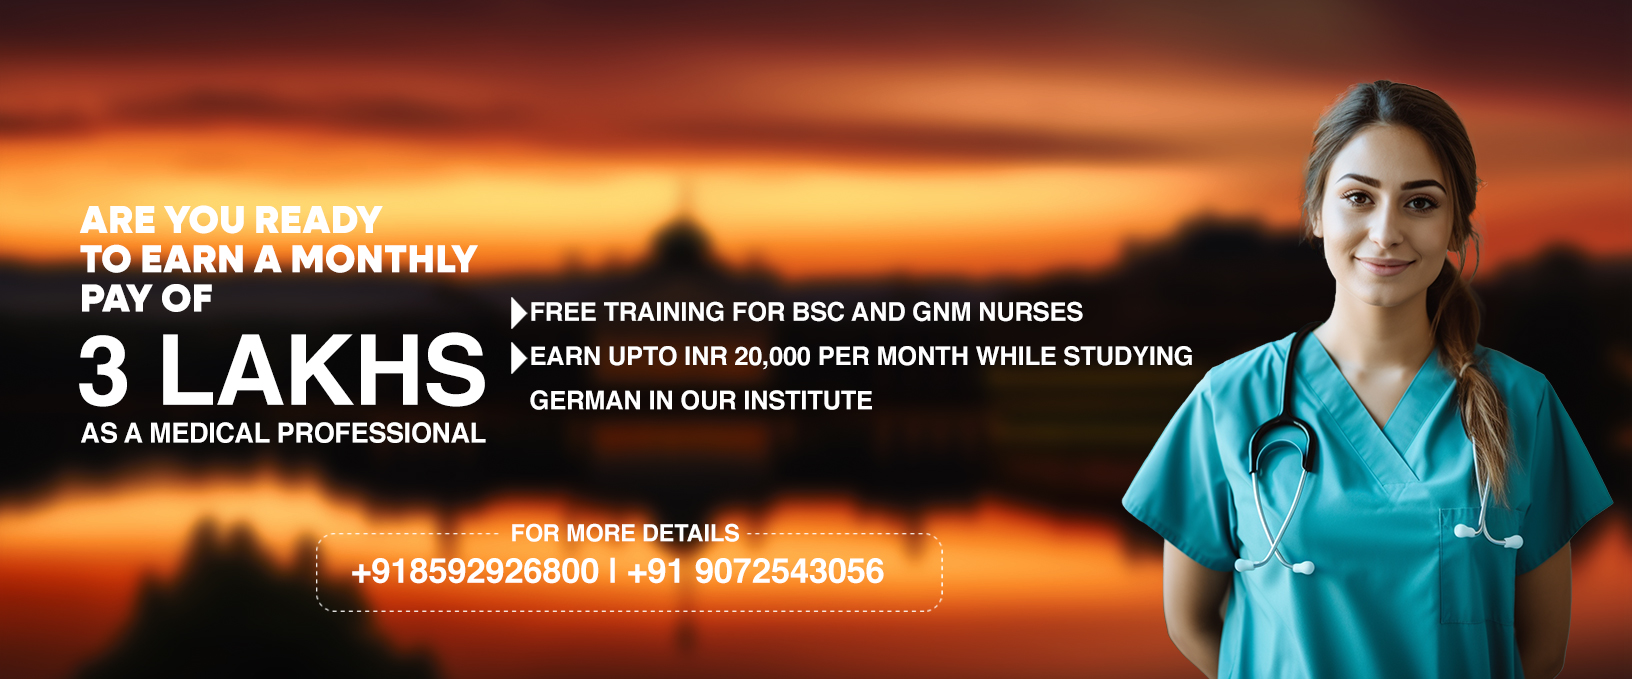 ARE YOU READY
TO EARN A MONTHLY
PAY OF
3 LAKHS
AS A MEDICAL PROFESSIONAL
FREE TRAINING FOR BSC AND GNM NURSES
EARN UPTO INR 20,000 PER MONTH WHILE STUDYING
GERMAN IN OUR INSTITUTE
FOR MORE DETAILS
+918592926800 | +91 9072543056